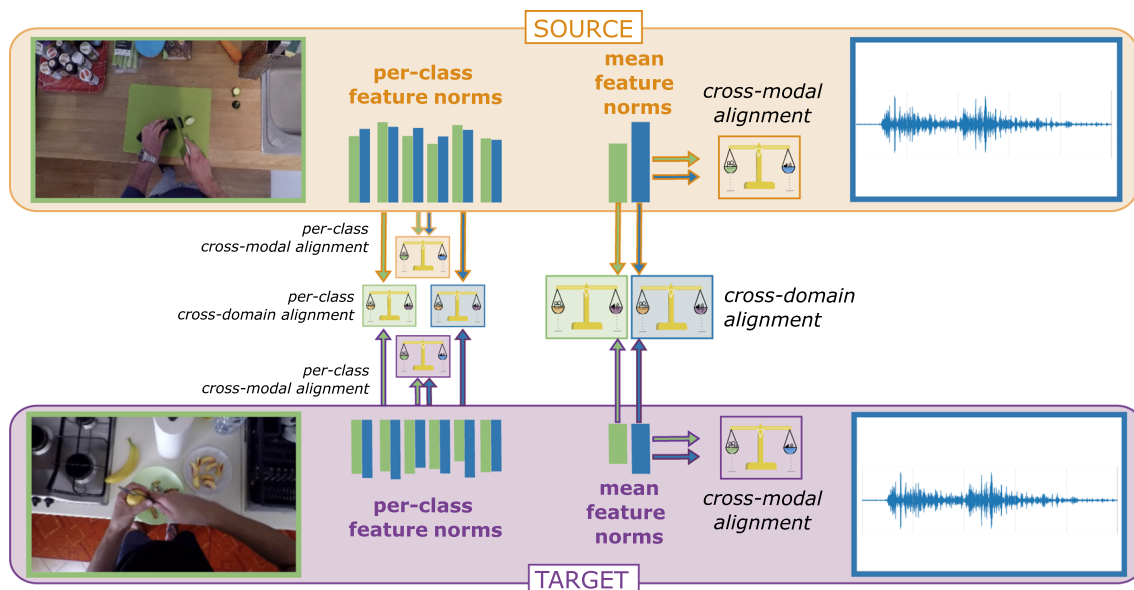 SOURCE
per-class
feature norms
mean
feature
norms
cross-modal
alignment
per-class
cross-modal alignment
per-class
cross-domain alignment
per-class
cross-modal alignment
cross-domain
alignment
per-class
feature norms
mean
feature
norms
cross-modal
alignment
TARGET